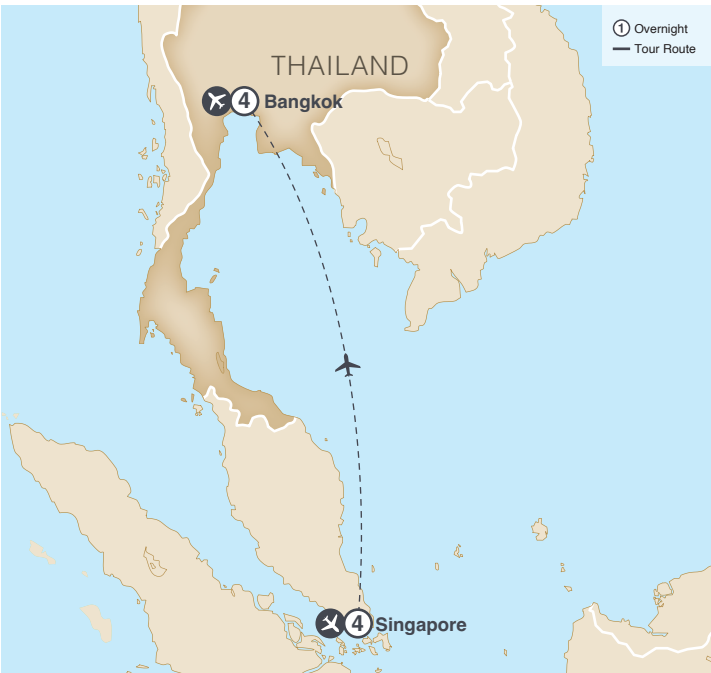 1 Overnight
Tour Route
THAILAND
4 Bangkok
4 Singapore